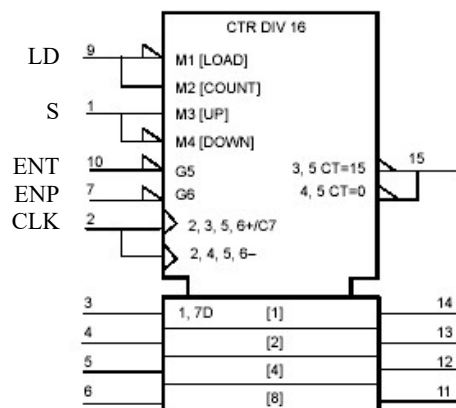 CTR DIV 16
LD 9 M1 [LOAD]
M2 [COUNT]
S 1 M3 [UP]
M4 [DOWN]
ENT 10 G5 3, 5 CT=15 15
ENP 7 G6 4, 5 CT=0
CLK 2 2, 3, 5, 6+/C7
2, 4, 5, 6–
3 1, 7D [1] 14
4 [2] 13
5 [4] 12
6 [8] 11